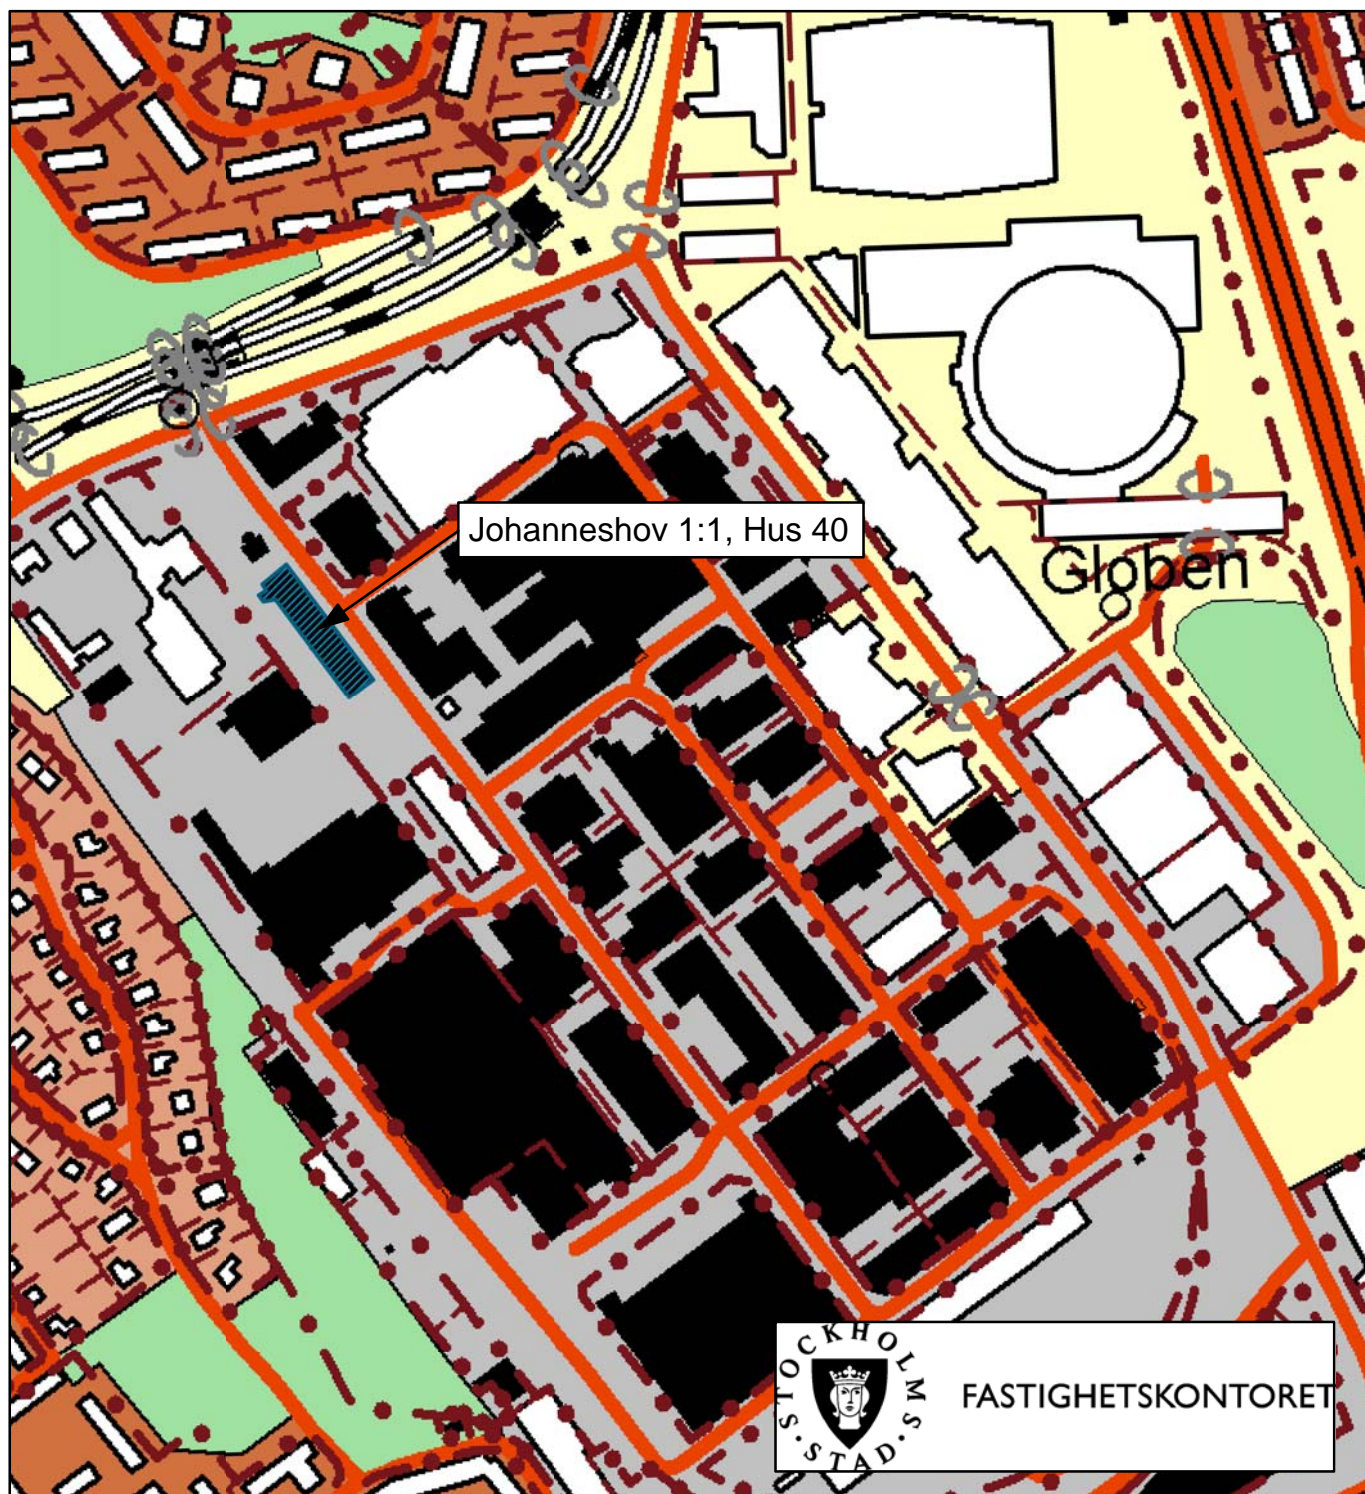 Johanneshov 1:1, Hus 40
Globen
STOCKHOLMS
·STAD·
FASTIGHETSKONTORET